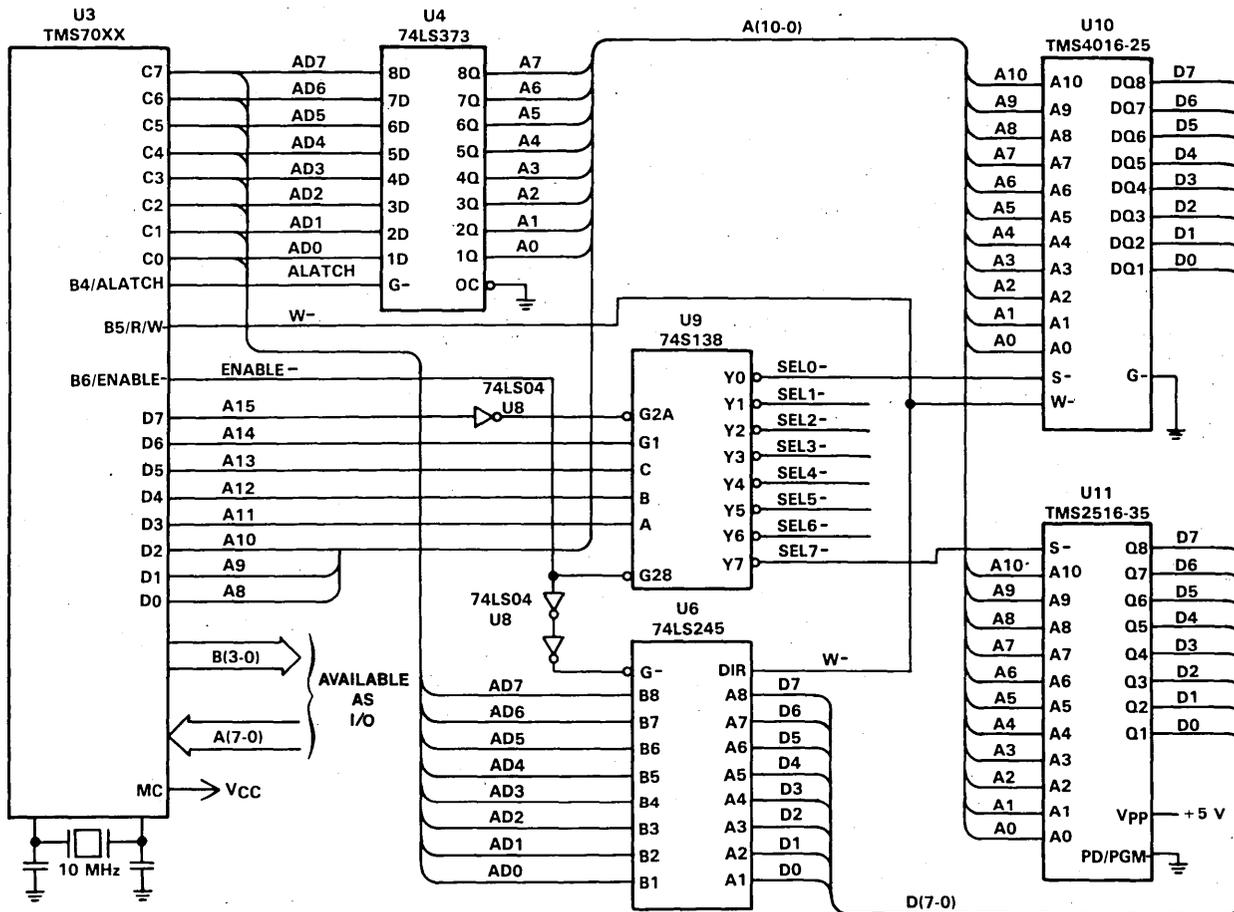 U3
TMS70XX
C7
C6
C5
C4
C3
C2
C1
C0
B4/ALATCH
B5/R/W
B6/ENABLE-
D7
D6
D5
D4
D3
D2
D1
D0
B(3-0)
A(7-0)
AVAILABLE
AS
I/O
MC
VCC
10 MHz
AD7
AD6
AD5
AD4
AD3
AD2
AD1
AD0
ALATCH
W-
ENABLE-
A15
A14
A13
A12
A11
A10
A9
A8
U4
74LS373
8D
7D
6D
5D
4D
3D
2D
1D
G-
8Q
7Q
6Q
5Q
4Q
3Q
2Q
1Q
OC
A7
A6
A5
A4
A3
A2
A1
A0
A(10-0)
74LS04
U8
74LS04
U8
U9
74S138
G2A
G1
C
B
A
G28
Y0
Y1
Y2
Y3
Y4
Y5
Y6
Y7
SEL0-
SEL1-
SEL2-
SEL3-
SEL4-
SEL5-
SEL6-
SEL7-
U6
74LS245
AD7
AD6
AD5
AD4
AD3
AD2
AD1
AD0
G-
B8
B7
B6
B5
B4
B3
B2
B1
DIR
A8
A7
A6
A5
A4
A3
A2
A1
W-
D7
D6
D5
D4
D3
D2
D1
D0
D(7-0)
U10
TMS4016-25
A10
A9
A8
A7
A6
A5
A4
A3
A2
A1
A0
A10
A9
A8
A7
A6
A5
A4
A3
A2
A1
A0
S-
W-
DQ8
DQ7
DQ6
DQ5
DQ4
DQ3
DQ2
DQ1
G-
D7
D6
D5
D4
D3
D2
D1
D0
U11
TMS2516-35
A10
A9
A8
A7
A6
A5
A4
A3
A2
A1
A0
S-
A10
A9
A8
A7
A6
A5
A4
A3
A2
A1
A0
Q8
Q7
Q6
Q5
Q4
Q3
Q2
Q1
VPP
PD/PGM
D7
D6
D5
D4
D3
D2
D1
D0
+5 V